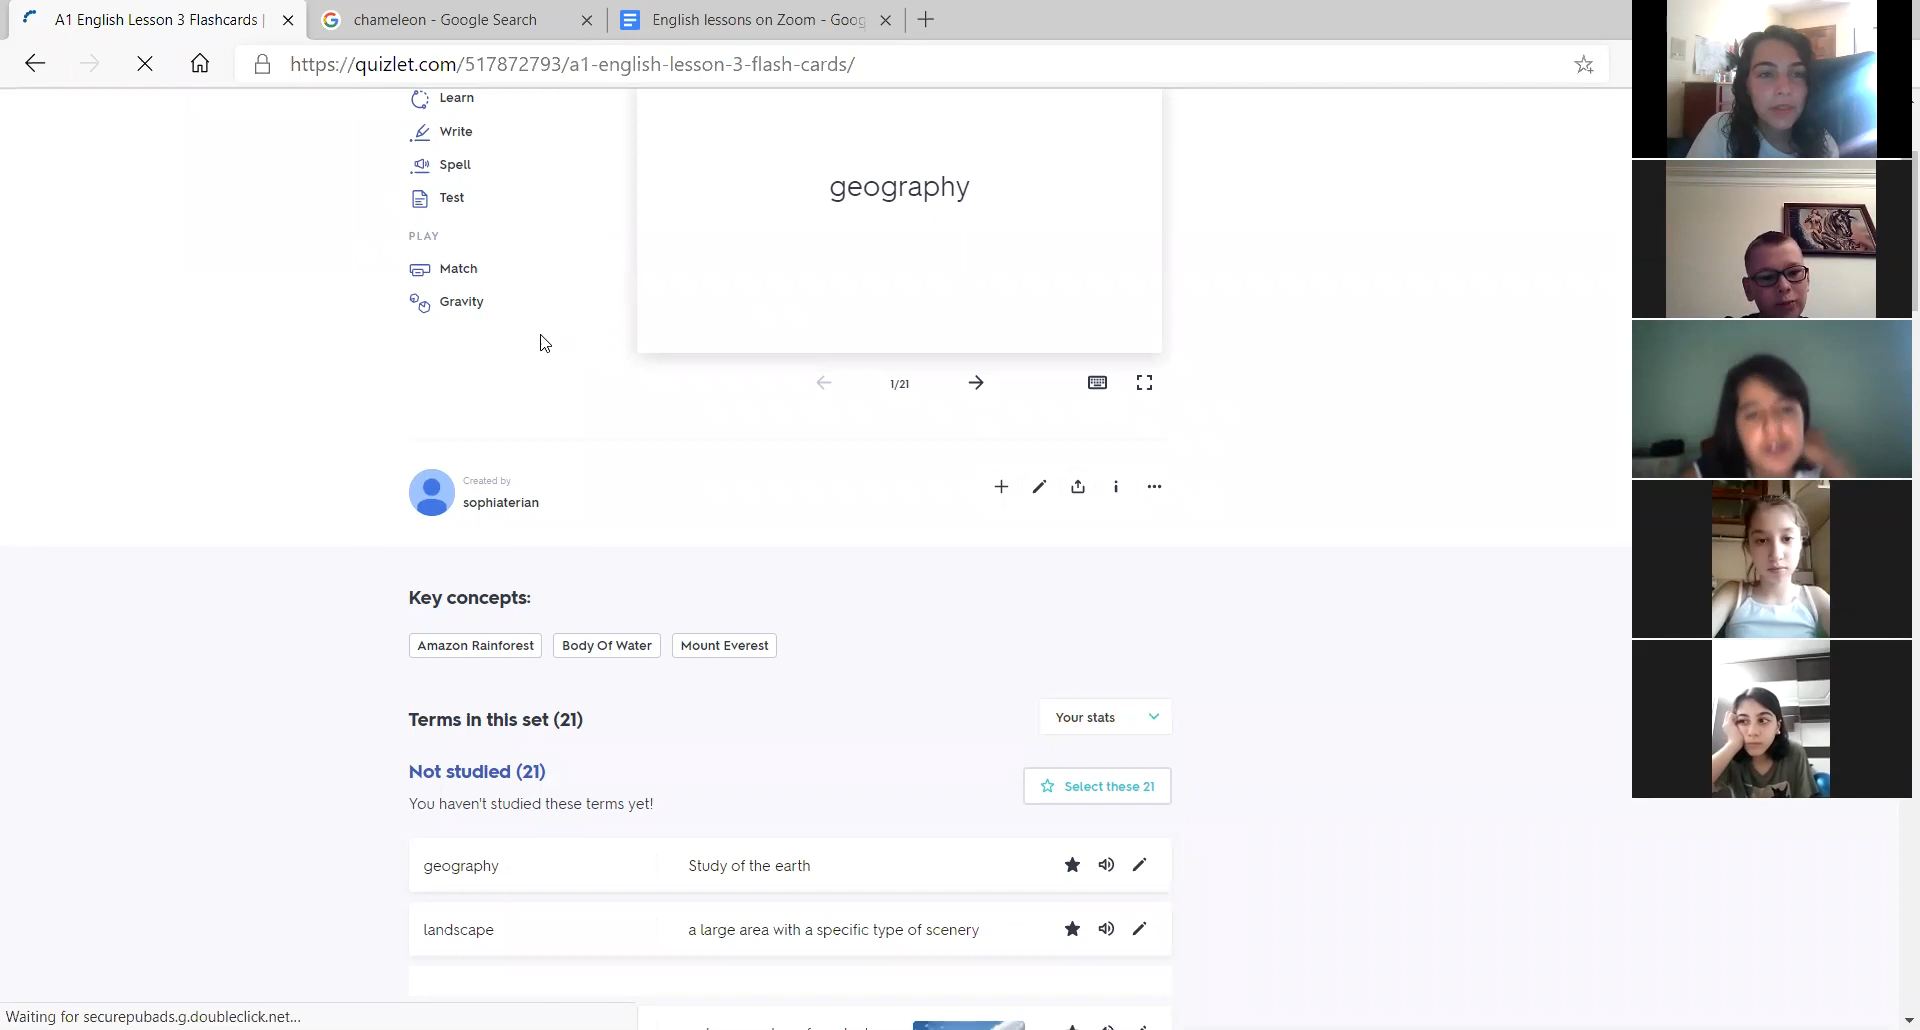 A1 English Lesson 3 Flashcards |
chameleon - Google Search
English lessons on Zoom - Goog
https://quizlet.com/517872793/a1-english-lesson-3-flash-cards/
Learn
Write
Spell
Test
PLAY
Match
Gravity
geography
1/21
Created by
sophiaterian
Key concepts:
Amazon Rainforest
Body Of Water
Mount Everest
Terms in this set (21)
Your stats
Not studied (21)
You haven't studied these terms yet!
Select these 21
geography Study of the earth
landscape a large area with a specific type of scenery
Waiting for securepubads.g.doubleclick.net...